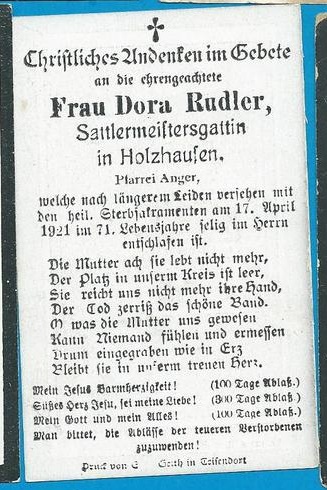 Christliches Andenken im Gebete
an die ehrengeachtete
Frau Dora Rudler,
Sattlermeistersgattin
in Holzhausen,
Pfarrei Anger,
welche nach längerem Leiden versehen mit
den heil. Sterbsakramenten am 17. April
1921 im 71. Lebensjahre selig im Herrn
entschlafen ist.
Die Mutter ach sie lebt nicht mehr,
Der Platz in unserm Kreis ist leer,
Sie reicht uns nicht mehr ihre Hand,
Der Tod zerriß das schöne Band.
O was die Mutter uns gewesen
Kann Niemand fühlen und ermessen
Drum eingegraben wie in Erz
Bleibt sie in unserm treuen Herz.
Mein Jesus Barmherzigkeit! (100 Tage Ablaß.)
Süßes Herz Jesu, sei meine Liebe! (300 Tage Ablaß.)
Mein Gott und mein Alles! (100 Tage Ablaß.)
Man bittet, die Ablässe der teueren Verstorbenen
zuzuwenden!
Druck von in Teisendorf